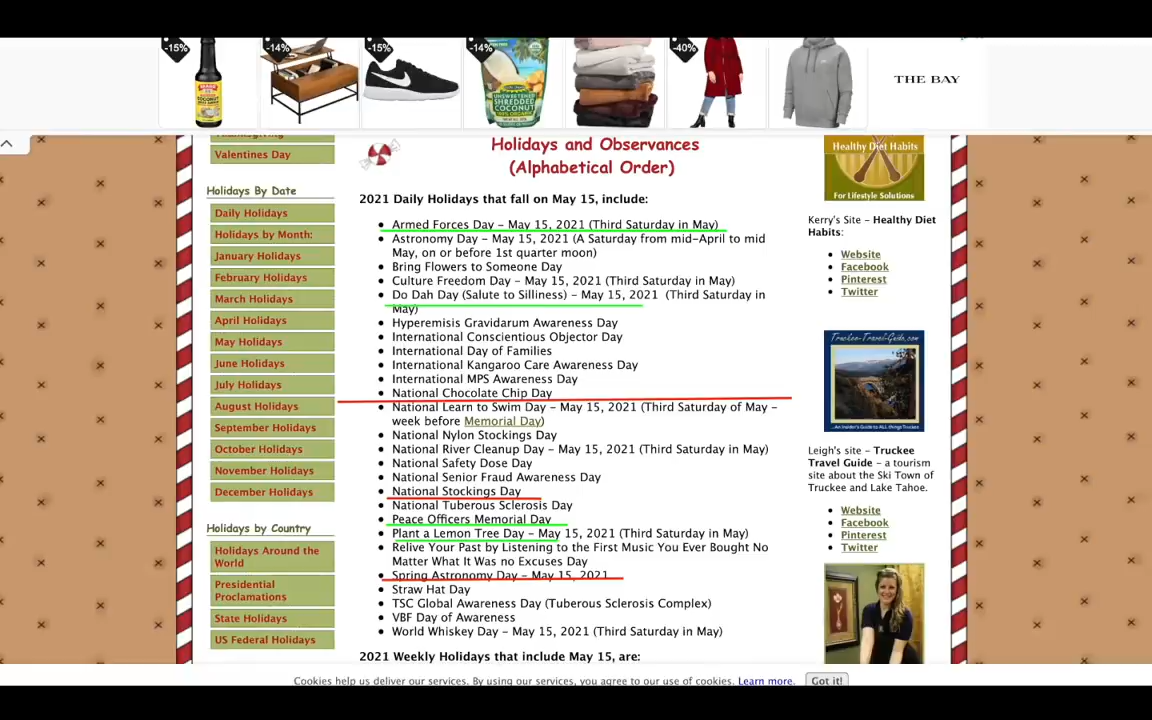 -15%
-14%
-15%
-14%
-40%
UNSWEETENED
SHREDDED
COCONUT
THE BAY
Thanksgiving
Valentines Day
Holidays By Date
Daily Holidays
Holidays by Month:
January Holidays
February Holidays
March Holidays
April Holidays
May Holidays
June Holidays
July Holidays
August Holidays
September Holidays
October Holidays
November Holidays
December Holidays
Holidays by Country
Holidays Around the
World
Presidential
Proclamations
State Holidays
US Federal Holidays
Holidays and Observances
(Alphabetical Order)
2021 Daily Holidays that fall on May 15, include:
Armed Forces Day – May 15, 2021 (Third Saturday in May)
Astronomy Day – May 15, 2021 (A Saturday from mid-April to mid
May, on or before 1st quarter moon)
Bring Flowers to Someone Day
Culture Freedom Day – May 15, 2021 (Third Saturday in May)
Do Dah Day (Salute to Silliness) – May 15, 2021 (Third Saturday in
May)
Hyperemisis Gravidarum Awareness Day
International Conscientious Objector Day
International Day of Families
International Kangaroo Care Awareness Day
International MPS Awareness Day
National Chocolate Chip Day
National Learn to Swim Day – May 15, 2021 (Third Saturday of May –
week before Memorial Day)
National Nylon Stockings Day
National River Cleanup Day – May 15, 2021 (Third Saturday in May)
National Safety Dose Day
National Senior Fraud Awareness Day
National Stockings Day
National Tuberous Sclerosis Day
Peace Officers Memorial Day
Plant a Lemon Tree Day – May 15, 2021 (Third Saturday in May)
Relive Your Past by Listening to the First Music You Ever Bought No
Matter What It Was no Excuses Day
Spring Astronomy Day – May 15, 2021
Straw Hat Day
TSC Global Awareness Day (Tuberous Sclerosis Complex)
VBF Day of Awareness
World Whiskey Day – May 15, 2021 (Third Saturday in May)
2021 Weekly Holidays that include May 15, are:
Healthy Diet Habits
For Lifestyle Solutions
Kerry's Site – Healthy Diet
Habits:
Website
Facebook
Pinterest
Twitter
Truckee-Travel-Guide.com
...An Insider's Guide to ALL things Truckee
Leigh's site – Truckee
Travel Guide – a tourism
site about the Ski Town of
Truckee and Lake Tahoe.
Website
Facebook
Pinterest
Twitter
Cookies help us deliver our services. By using our services, you agree to our use of cookies. Learn more.
Got it!